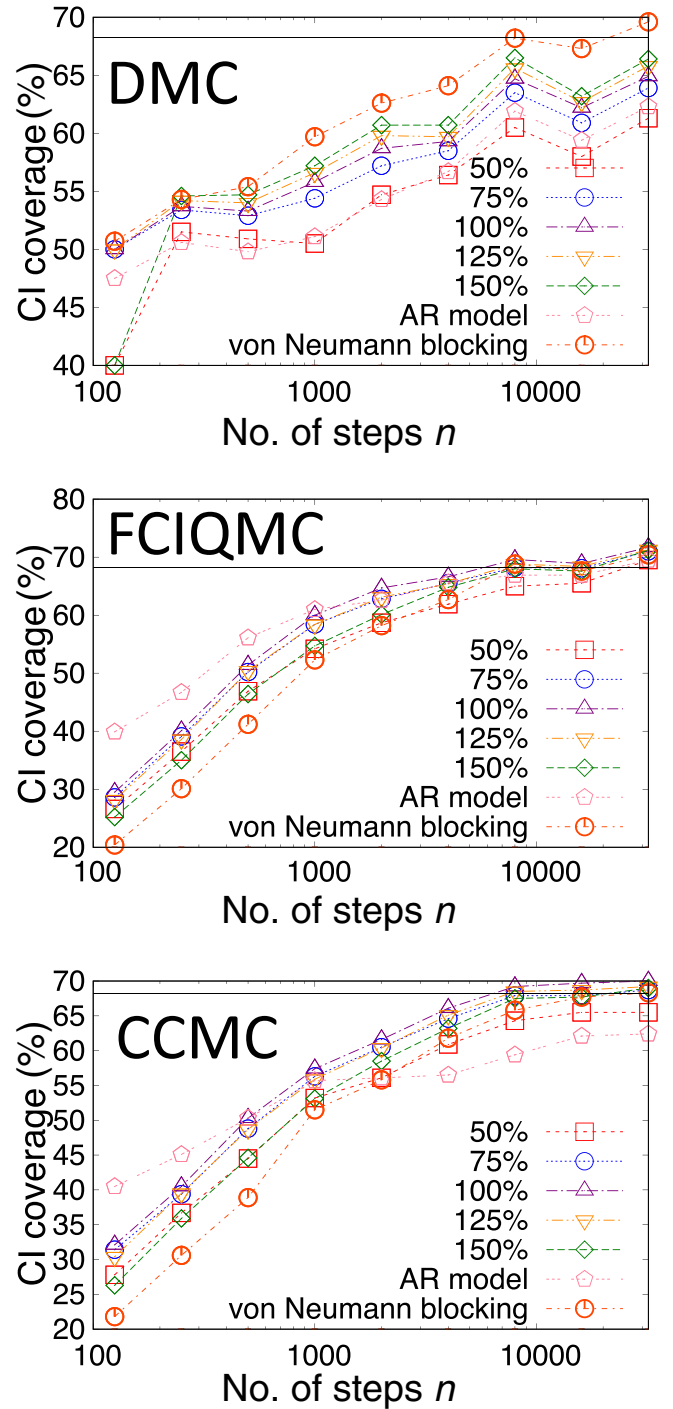 70
65
60
55
50
45
40
CI coverage (%)
DMC
50%
75%
100%
125%
150%
AR model
von Neumann blocking
100 1000 10000
No. of steps n
80
70
60
50
40
30
20
CI coverage (%)
FCIQMC
50%
75%
100%
125%
150%
AR model
von Neumann blocking
100 1000 10000
No. of steps n
70
65
60
55
50
45
40
35
30
25
20
CI coverage (%)
CCMC
50%
75%
100%
125%
150%
AR model
von Neumann blocking
100 1000 10000
No. of steps n